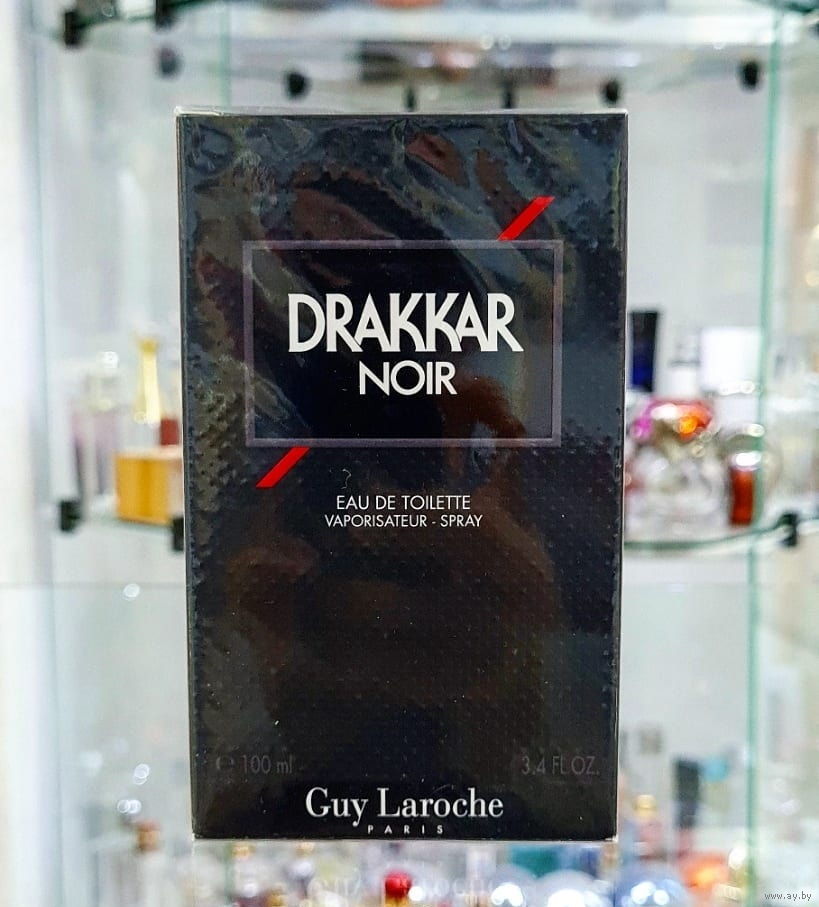 DRAKKAR
NOIR
EAU DE TOILETTE
VAPORISATEUR - SPRAY
℮ 100 ml 3.4 FL.OZ.
Guy Laroche
PARIS
www.ay.by